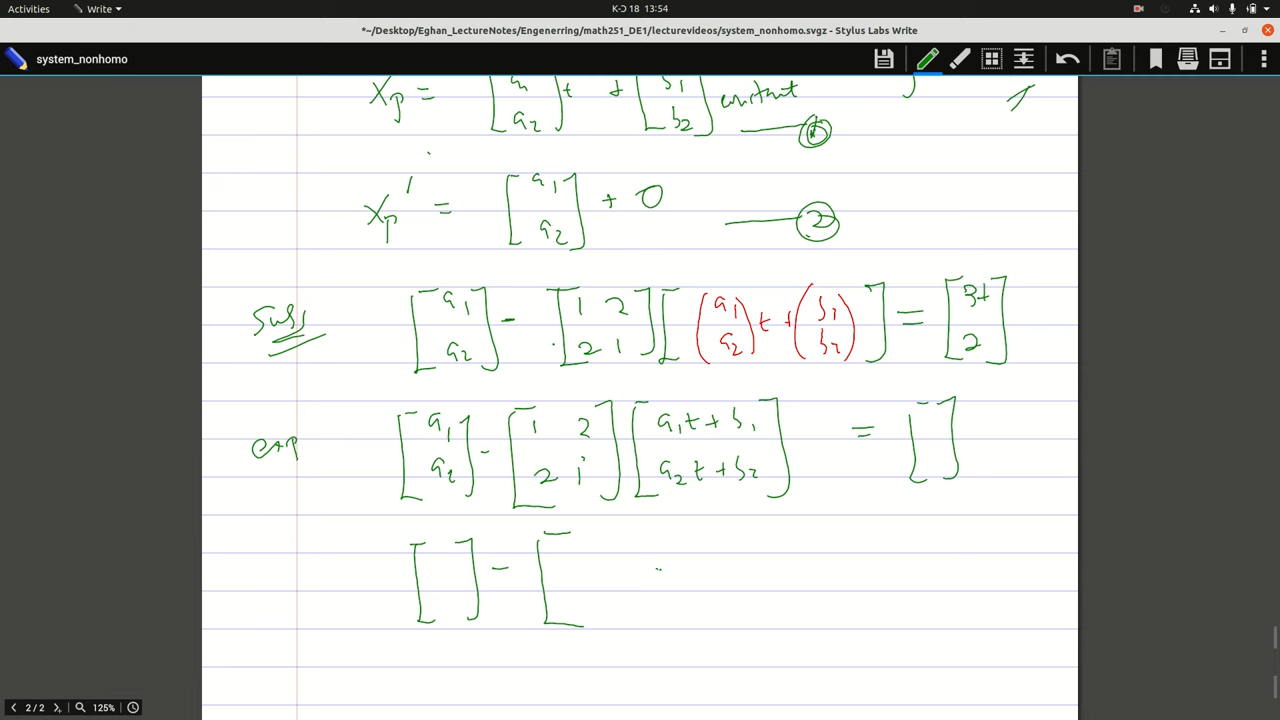 Activities Write К-Ͻ 18 13:54
*~/Desktop/Eghan_LectureNotes/Engenerring/math251_DE1/lecturevideos/system_nonhomo.svgz - Stylus Labs Write
system_nonhomo
Xp = [a1 a2] t + [b1 b2] constant
Xp' = [a1 a2] + 0 2
Subs [a1 a2] - [1 2 2 1] [(a1 a2) t + (b1 b2)] = [3t 2]
exp [a1 a2] - [1 2 2 1] [a1t + b1 a2t + b2] = [ ]
[ ] - [
2/2 125%